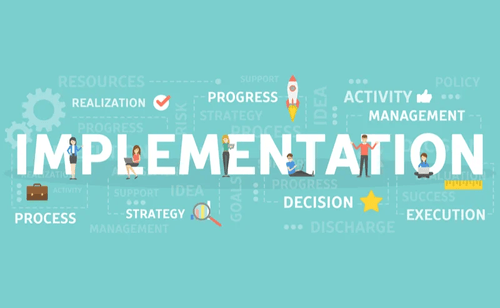 RESOURCES
SUPPORT
POLICY
REALIZATION
PROGRESS
ACTIVITY
IDEA
RISK
STRATEGY
MANAGEMENT
PROGRESS
PROCESS
IMPLEMENTATION
PROGRESS
ACTIVITY
SUPPORT
IDEA
GOALS
DECISION
SUCCESS
PROCESS
STRATEGY
EXECUTION
MANAGEMENT
DISCHARGE